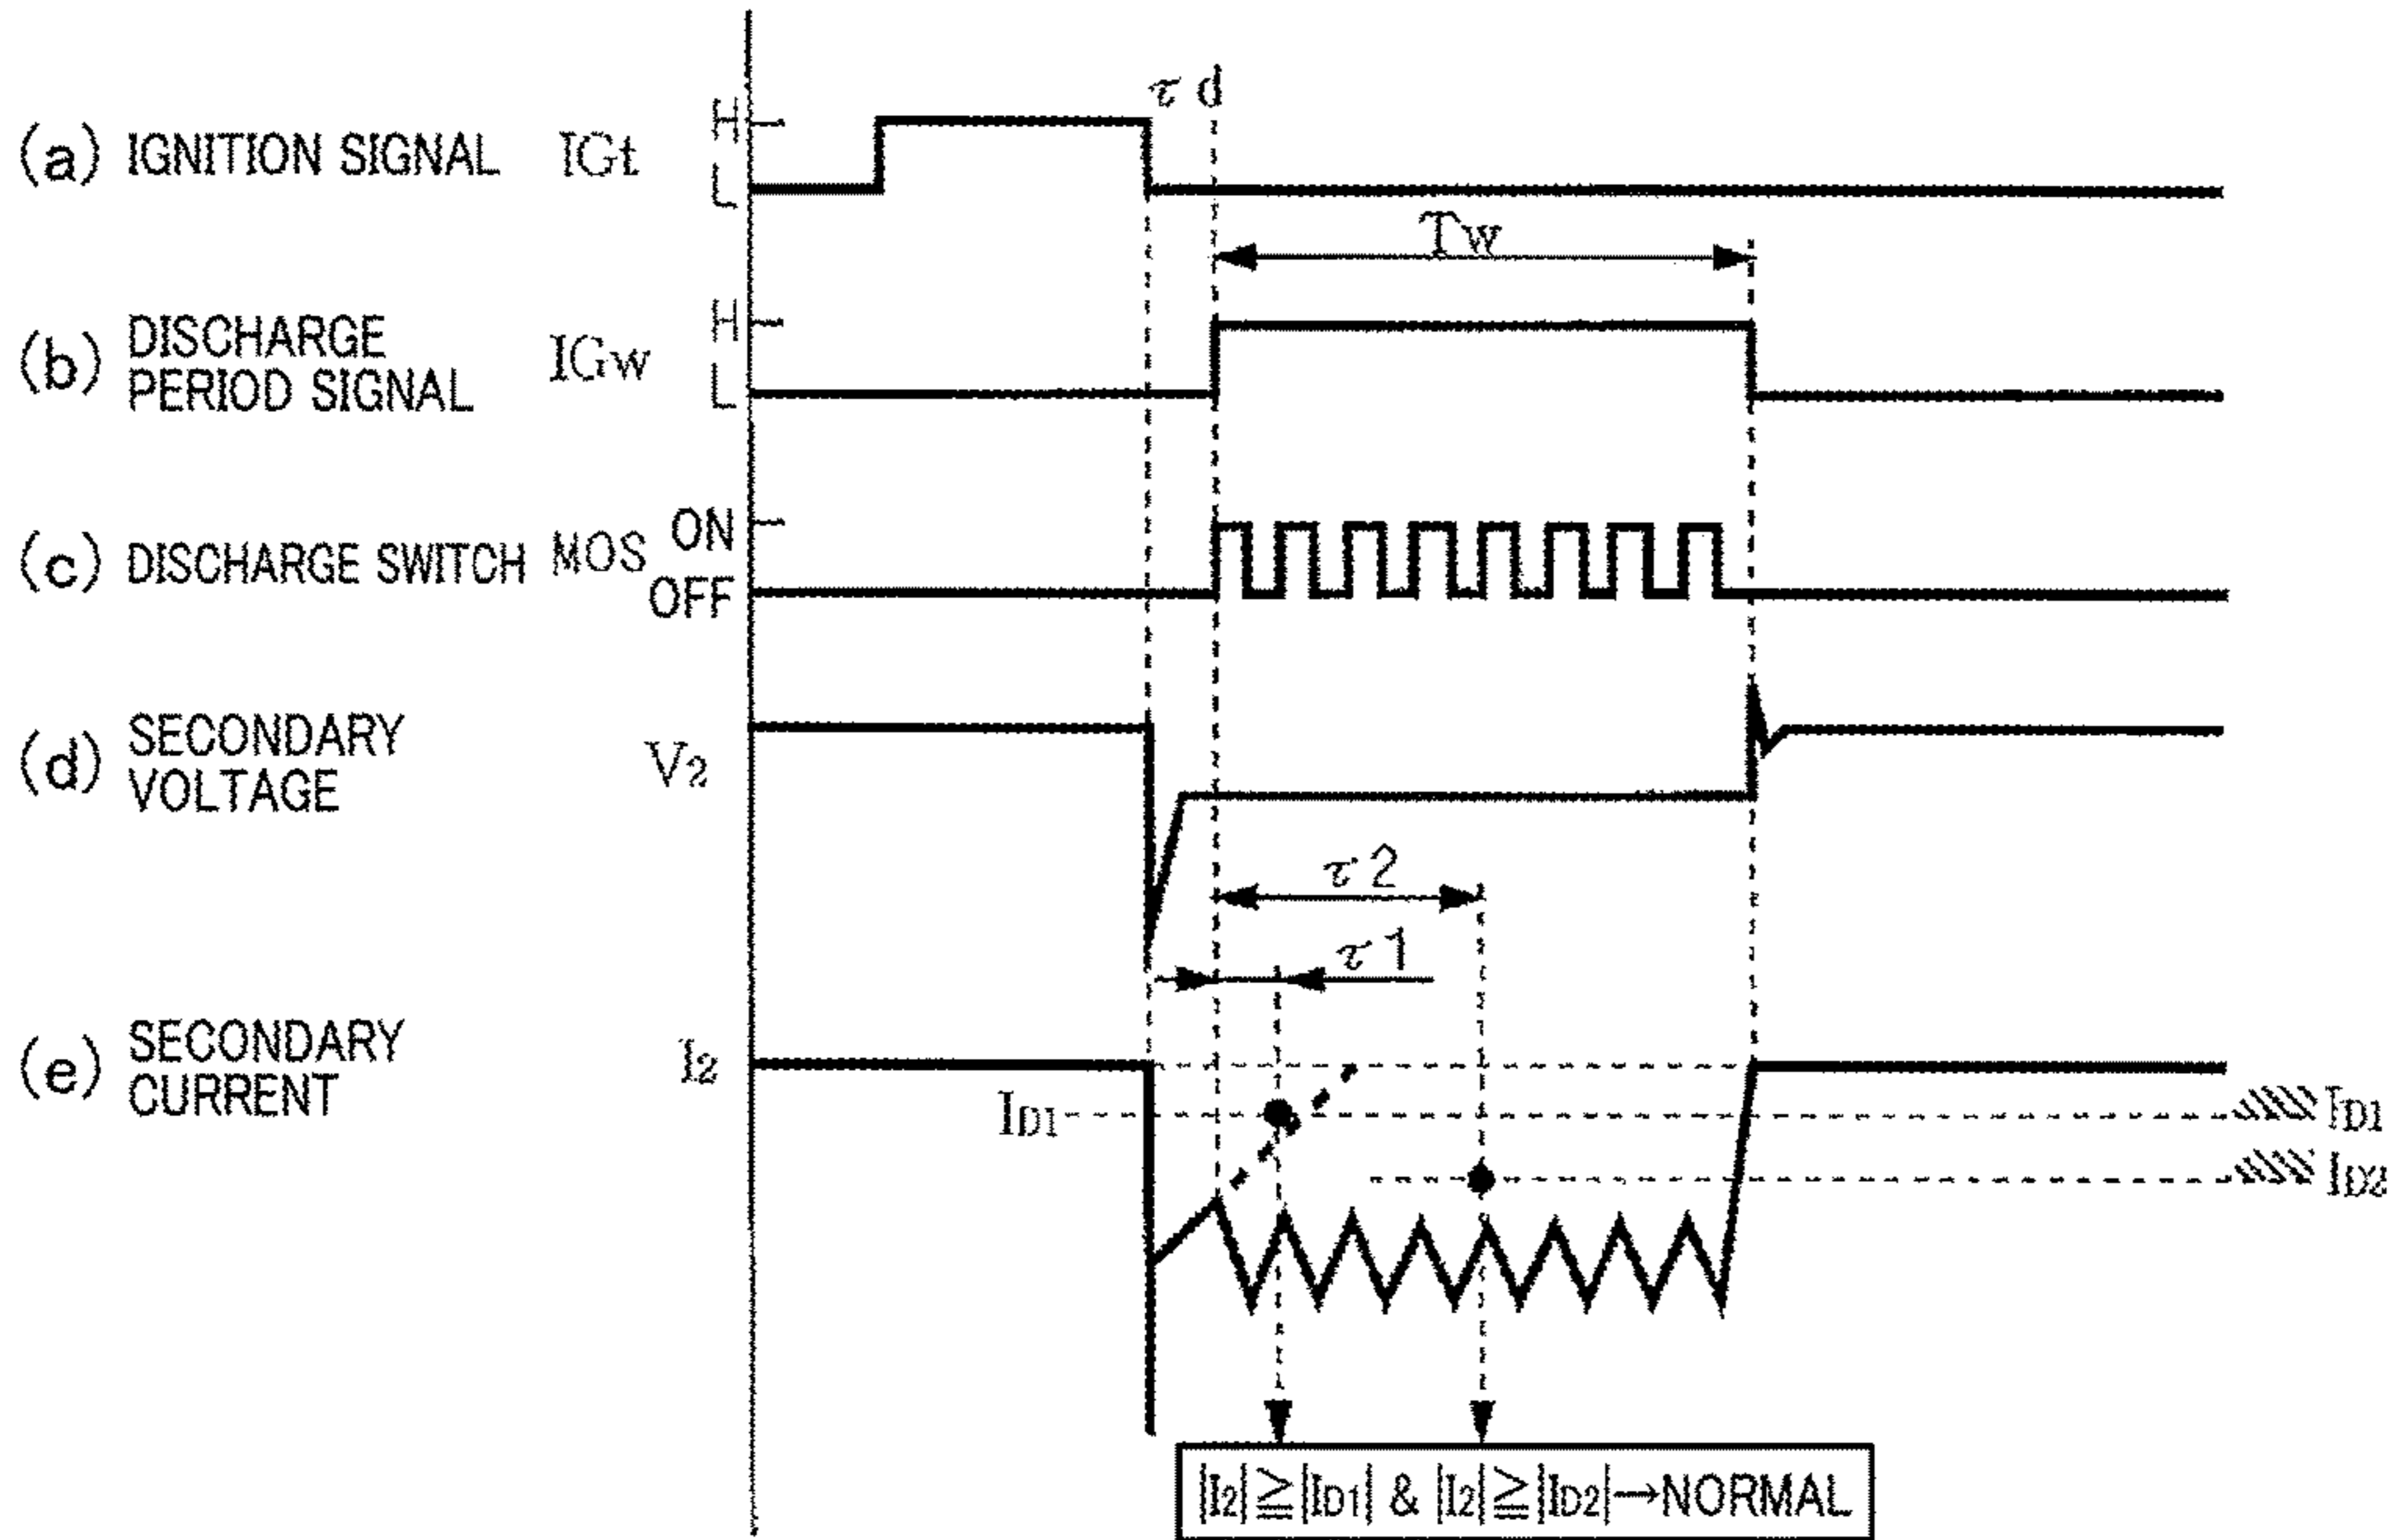 τd
(a) IGNITION SIGNAL IGt H
L
Tw
(b) DISCHARGE
PERIOD SIGNAL IGw H
L
(c) DISCHARGE SWITCH MOS ON
OFF
(d) SECONDARY
VOLTAGE V2
τ2
τ1
(e) SECONDARY
CURRENT I2
ID1 ID1
ID2
|I2|≧|ID1| & |I2|≧|ID2|→NORMAL